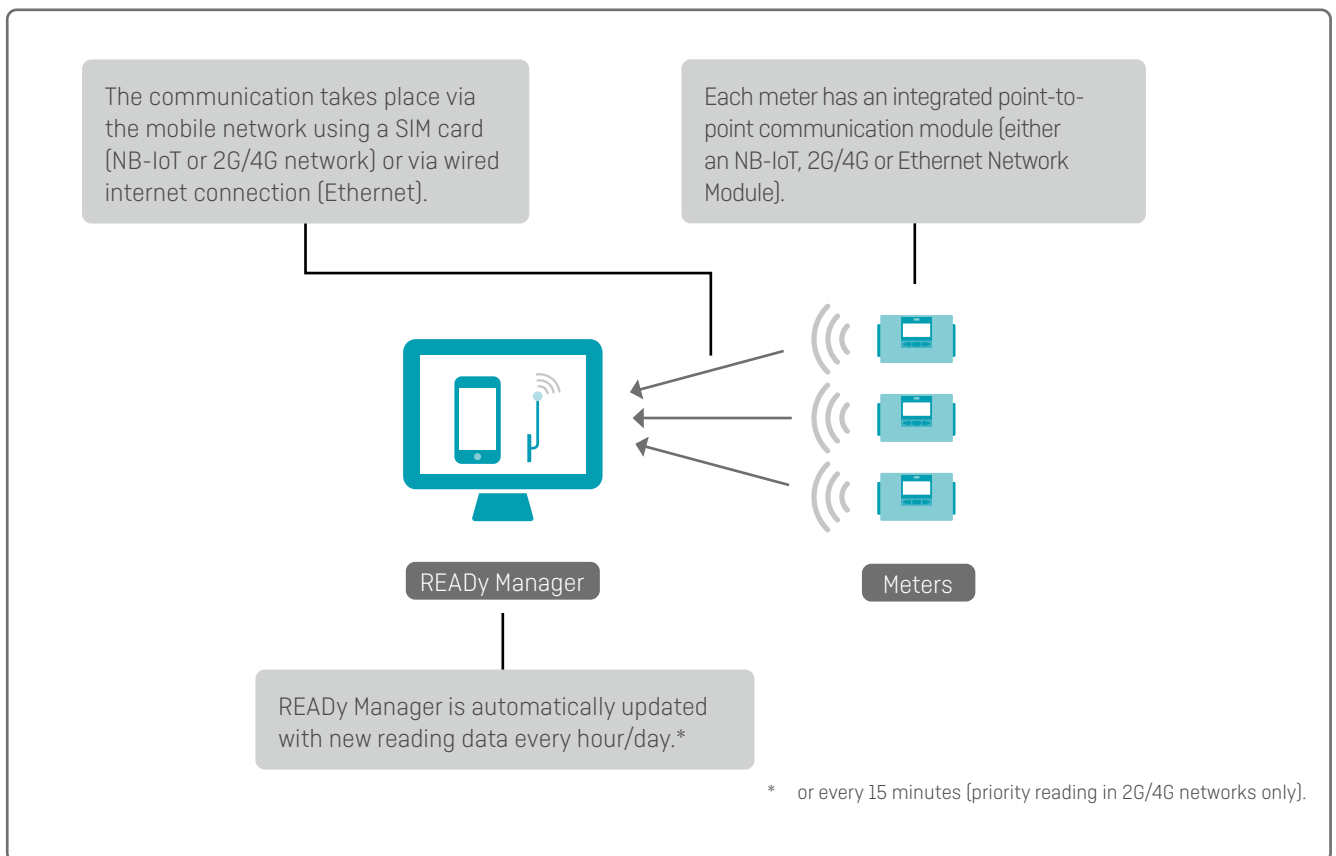 The communication takes place via
the mobile network using a SIM card
(NB-IoT or 2G/4G network) or via wired
internet connection (Ethernet).
Each meter has an integrated point-to-
point communication module (either
an NB-IoT, 2G/4G or Ethernet Network
Module).
READy Manager
Meters
READy Manager is automatically updated
with new reading data every hour/day.*
* or every 15 minutes (priority reading in 2G/4G networks only).